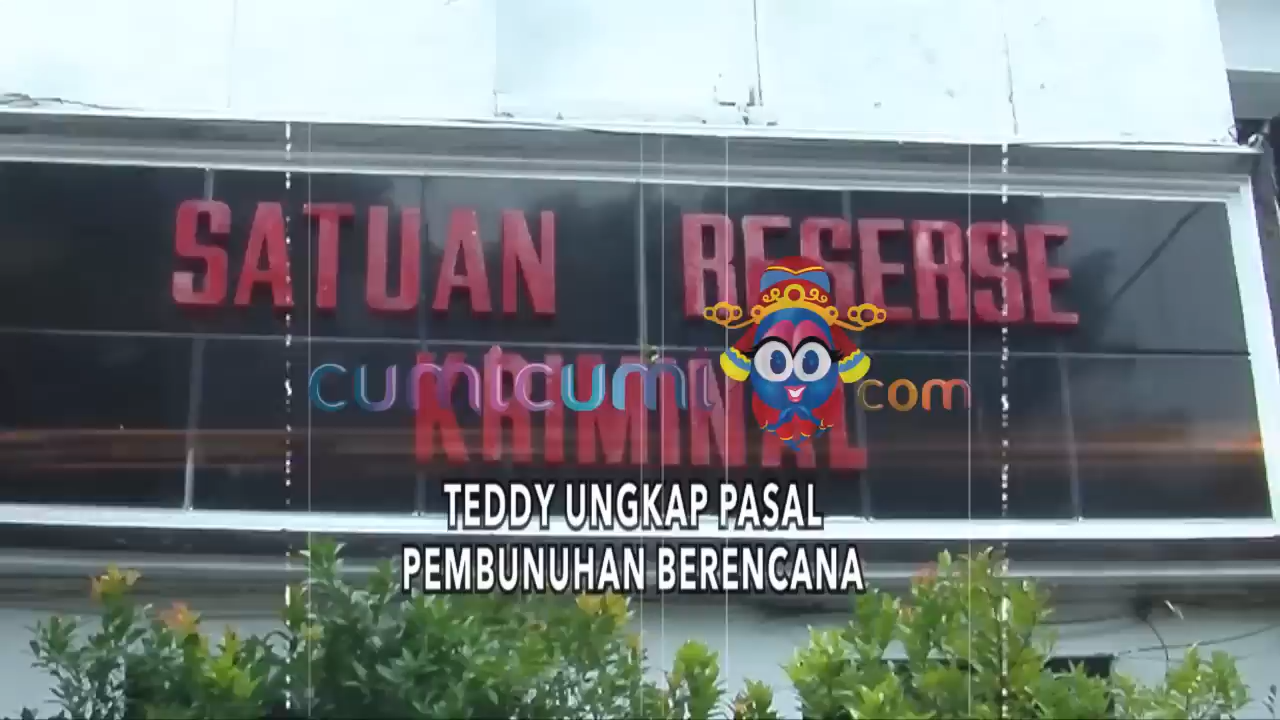 SATUAN RESERSE
KRIMINAL
cumicumi.com
TEDDY UNGKAP PASAL
PEMBUNUHAN BERENCANA